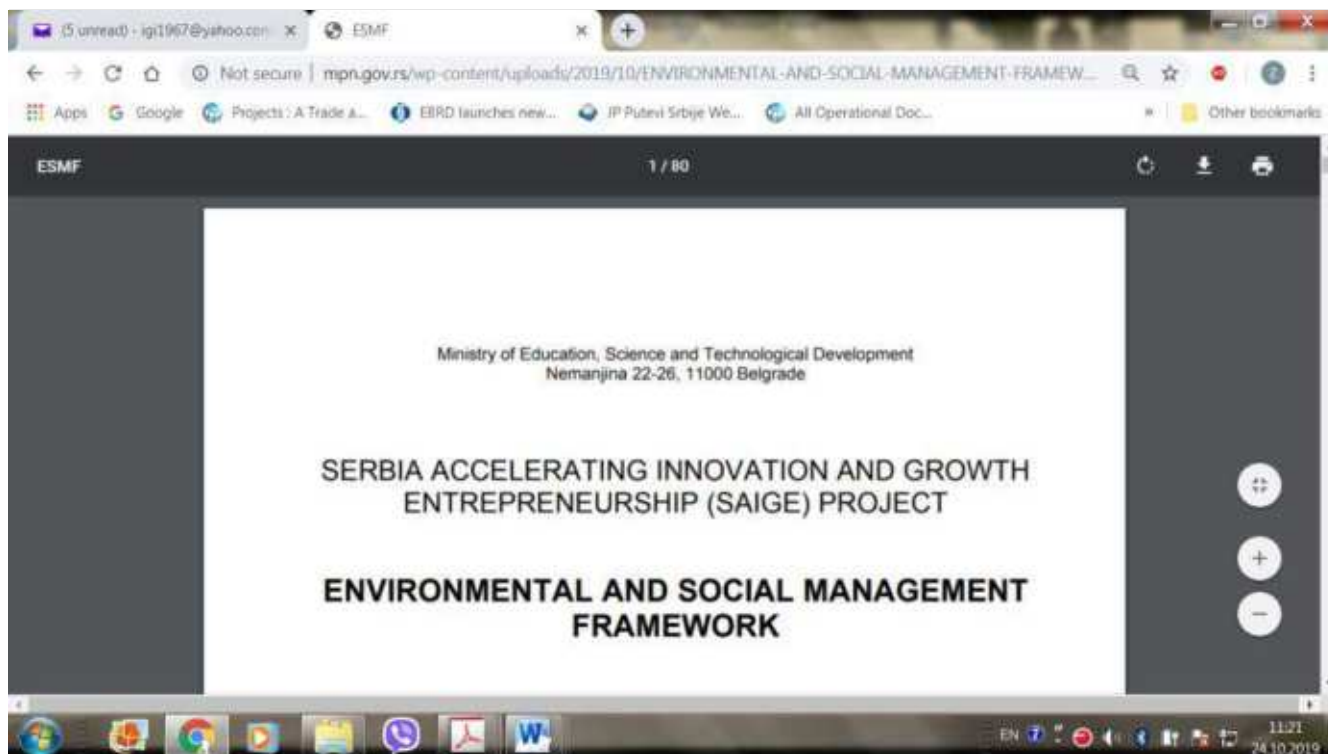 (5 unread) - igi1967@yahoo.com
ESMF
Not secure | mpn.gov.rs/wp-content/uploads/2019/10/ENVIRONMENTAL-AND-SOCIAL-MANAGEMENT-FRAMEW...
Apps Google Projects : A Trade a... EBRD launches new... JP Putevi Srbije We... All Operational Doc... » Other bookmarks
ESMF 1 / 80
Ministry of Education, Science and Technological Development
Nemanjina 22-26, 11000 Belgrade
SERBIA ACCELERATING INNOVATION AND GROWTH
ENTREPRENEURSHIP (SAIGE) PROJECT
ENVIRONMENTAL AND SOCIAL MANAGEMENT
FRAMEWORK
EN 11:21
24.10.2019